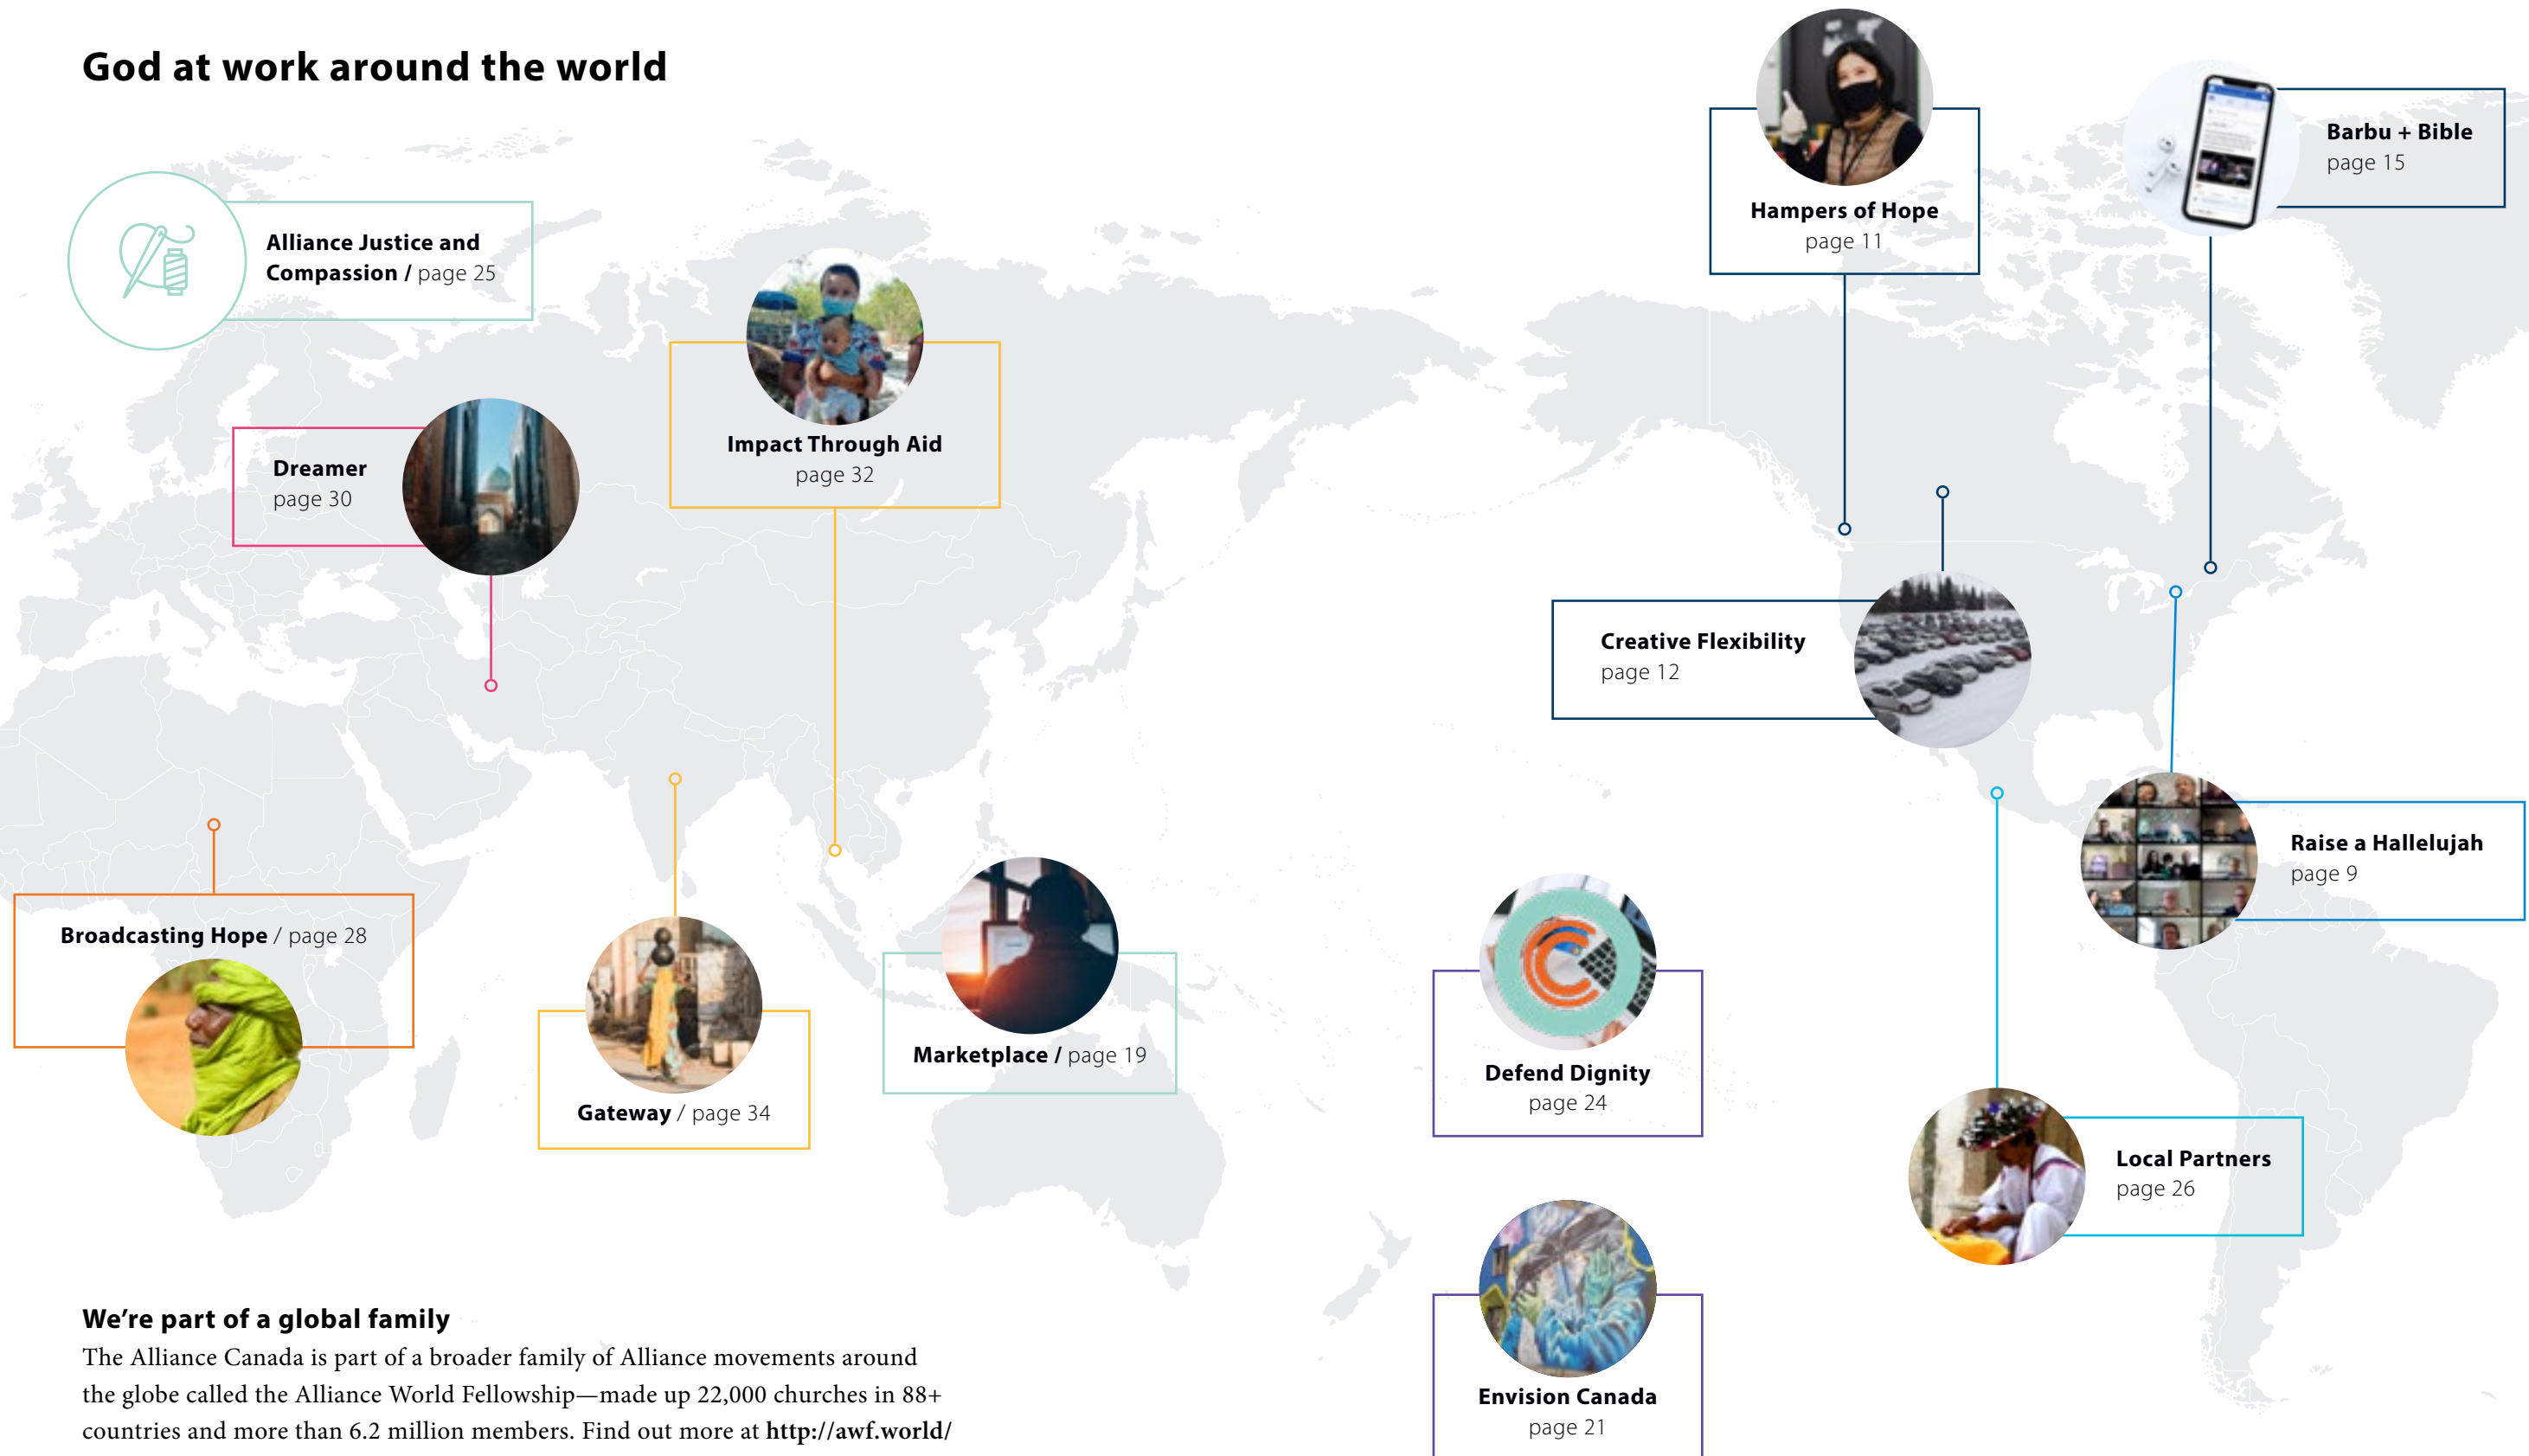 God at work around the world
Hampers of Hope
page 11
Barbu + Bible
page 15
Alliance Justice and
Compassion / page 25
Impact Through Aid
page 32
Dreamer
page 30
Creative Flexibility
page 12
Raise a Hallelujah
page 9
Broadcasting Hope / page 28
Marketplace / page 19
Gateway / page 34
Defend Dignity
page 24
Local Partners
page 26
Envision Canada
page 21
We’re part of a global family
The Alliance Canada is part of a broader family of Alliance movements around
the globe called the Alliance World Fellowship—made up 22,000 churches in 88+
countries and more than 6.2 million members. Find out more at http://awf.world/